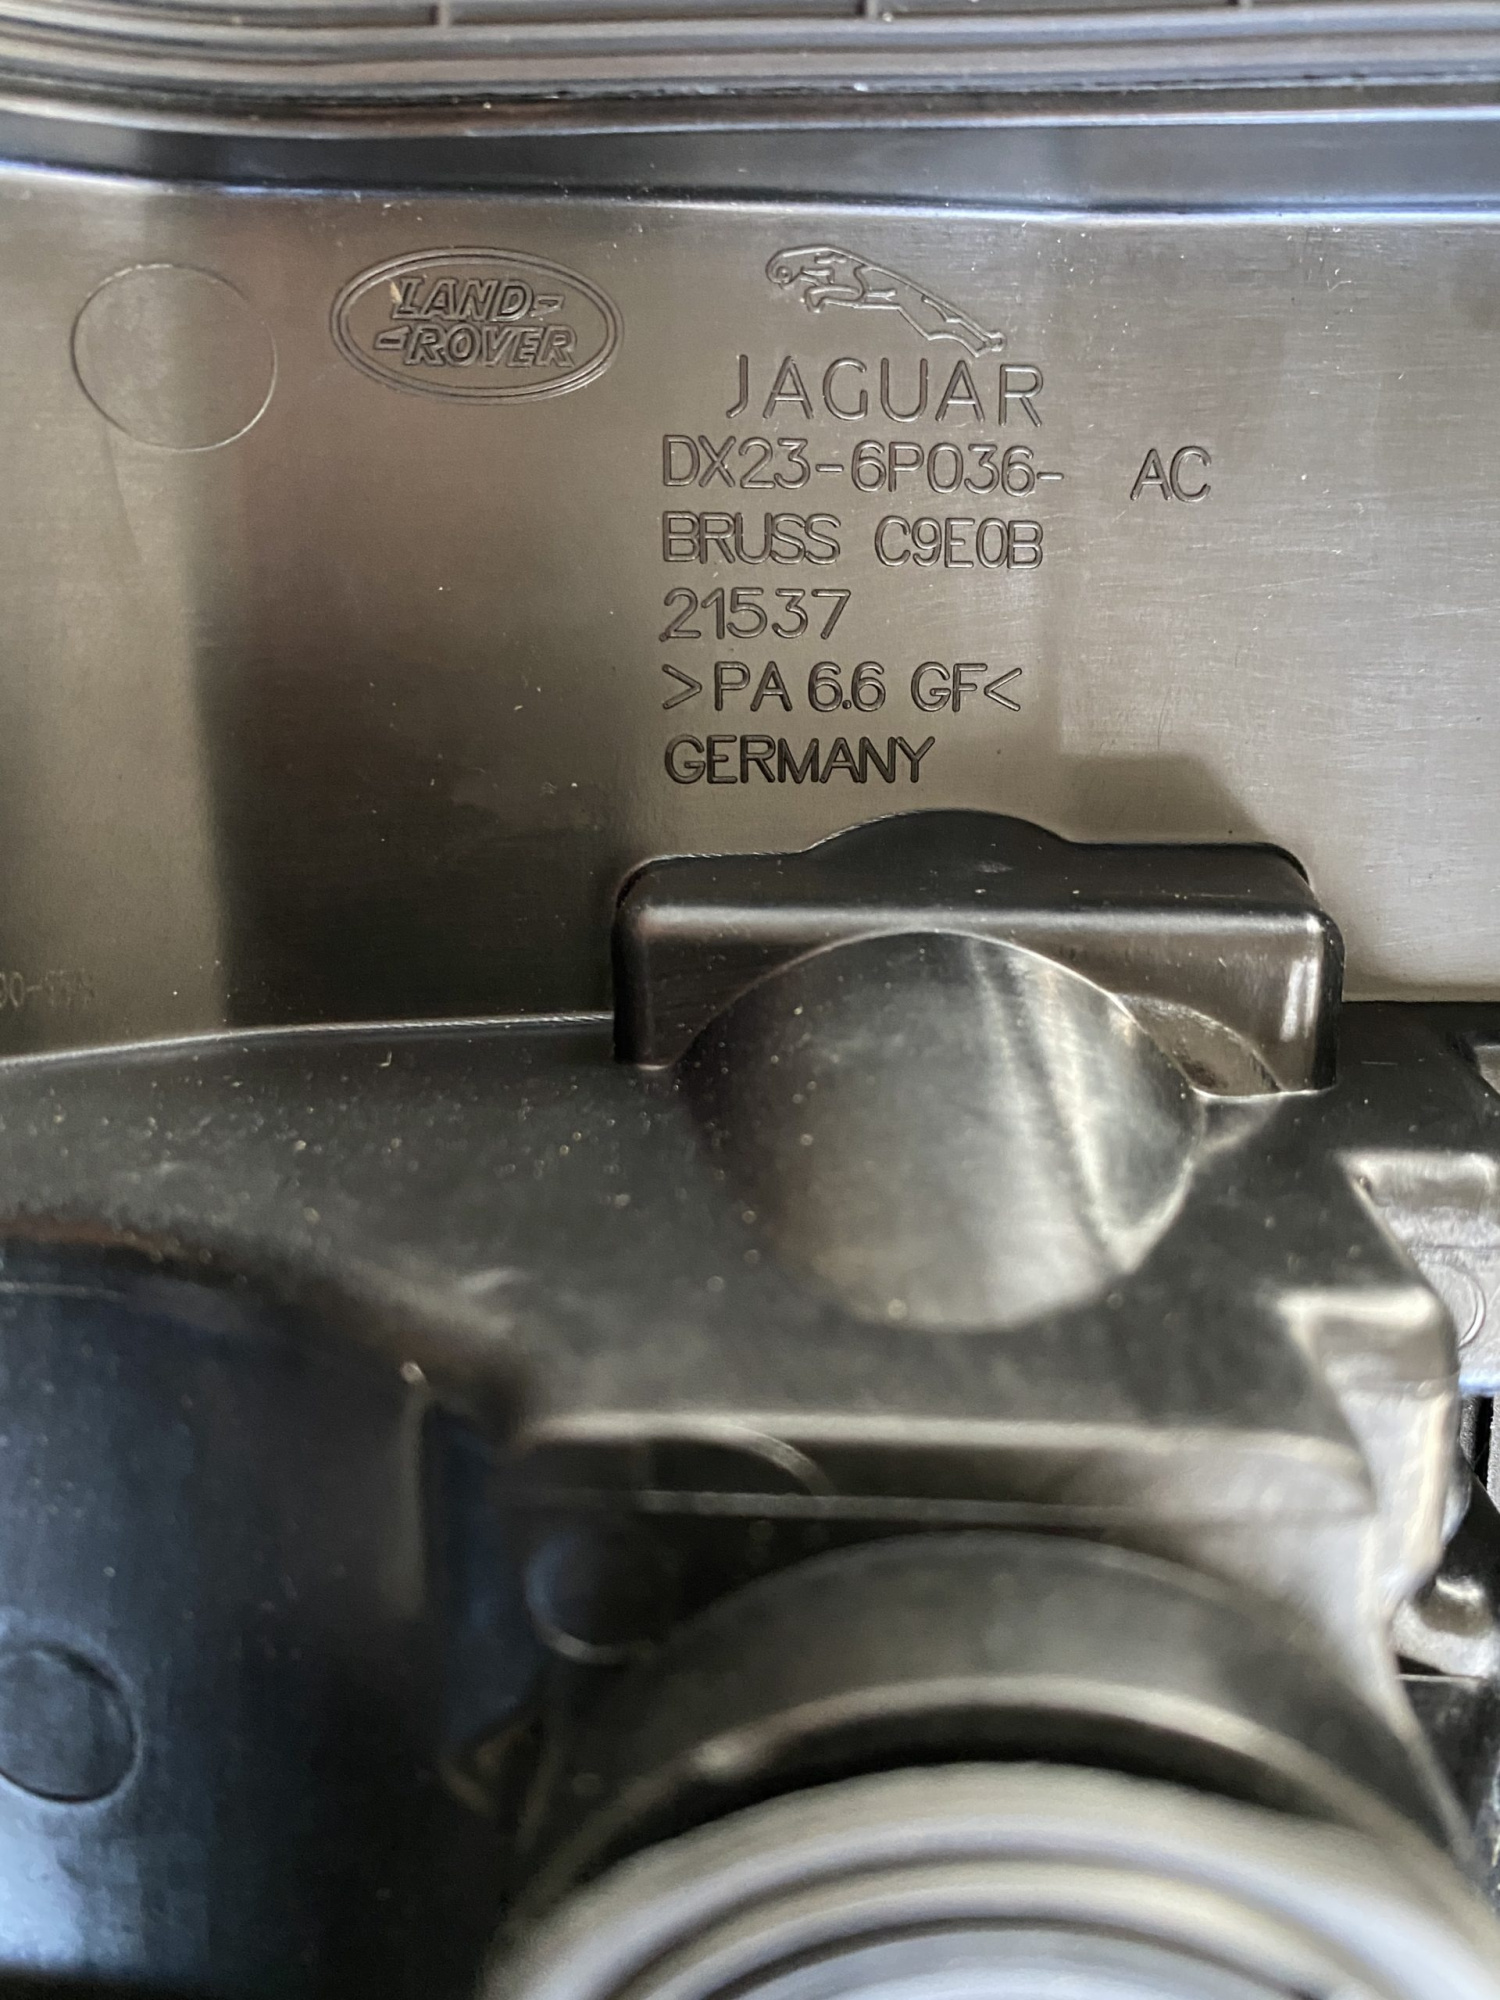 LAND-
-ROVER
JAGUAR
DX23-6P036- AC
BRUSS C9E0B
21537
>PA 6.6 GF<
GERMANY